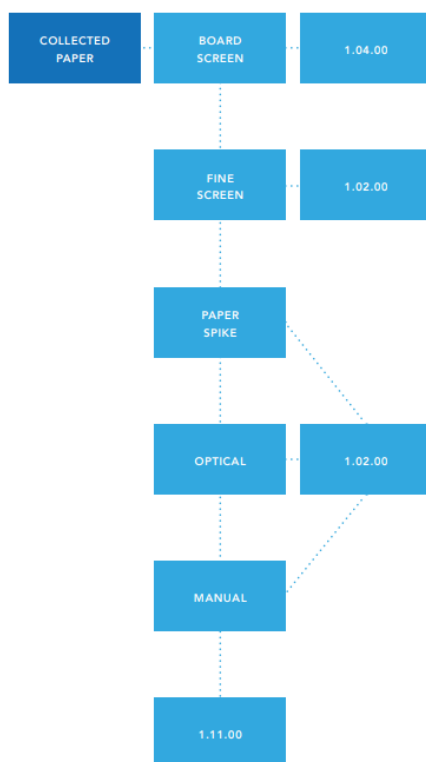 COLLECTED
PAPER
BOARD
SCREEN
1.04.00
FINE
SCREEN
1.02.00
PAPER
SPIKE
OPTICAL
1.02.00
MANUAL
1.11.00